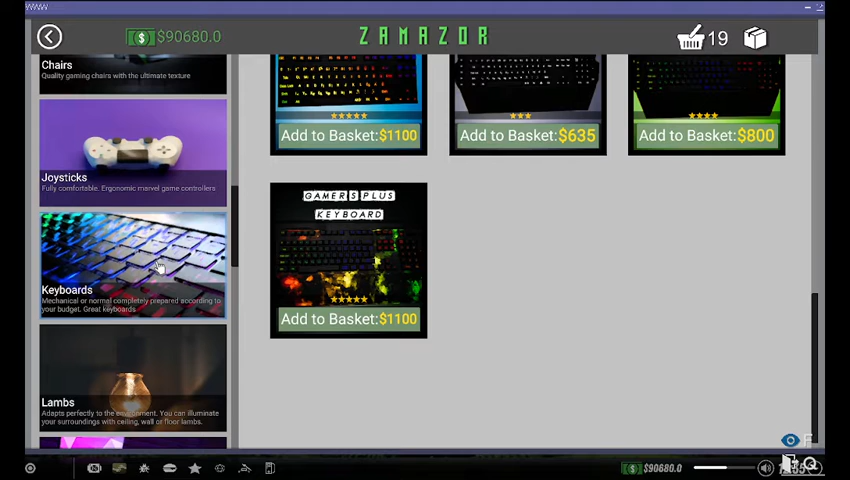 WWW
$90680.0
ZAMAZOR
19
Chairs
Quality gaming chairs with the ultimate texture
Joysticks
Fully comfortable. Ergonomic marvel game controllers
Keyboards
Mechanical or normal completely prepared according to
your budget. Great keyboards
Lambs
Adapts perfectly to the environment. You can illuminate
your surroundings with ceiling, wall or floor lambs.
Add to Basket:$1100
Add to Basket:$635
Add to Basket:$800
GAMERS PLUS
KEYBOARD
Add to Basket:$1100
$90680.0